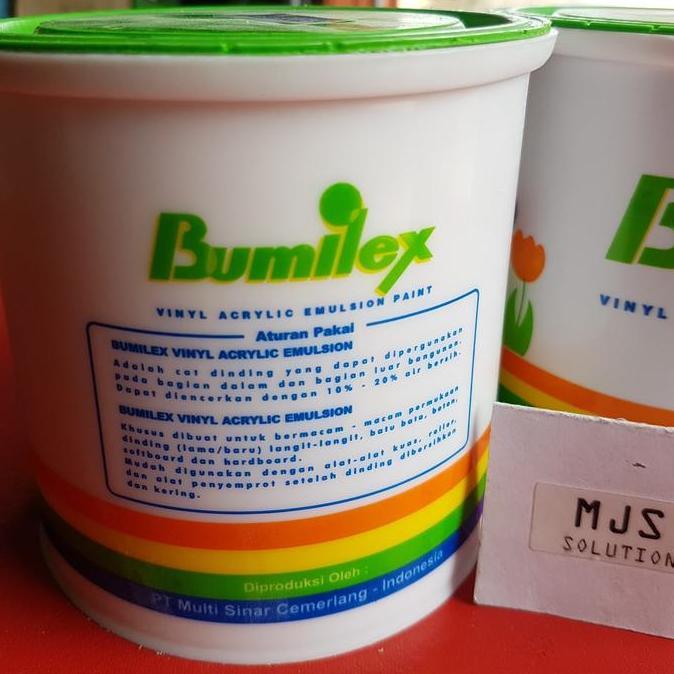 Bumilex
VINYL ACRYLIC EMULSION PAINT
Aturan Pakai
BUMILEX VINYL ACRYLIC EMULSION
Adalah cat dinding yang dapat dipergunakan
pada bagian dalam dan bagian luar bangunan.
Dapat diencerkan dengan 10% - 20% air bersih.
BUMILEX VINYL ACRYLIC EMULSION
Khusus dibuat untuk bermacam - macam permukaan
dinding (lama/baru) langit-langit, batu bata, beton,
softboard dan hardboard.
Mudah digunakan dengan alat-alat kuas, roller,
dan alat penyemprot setelah dinding dibersihkan
dan kering.
Diproduksi Oleh :
PT Multi Sinar Cemerlang - Indonesia
B
VINYL
MJS
SOLUTION